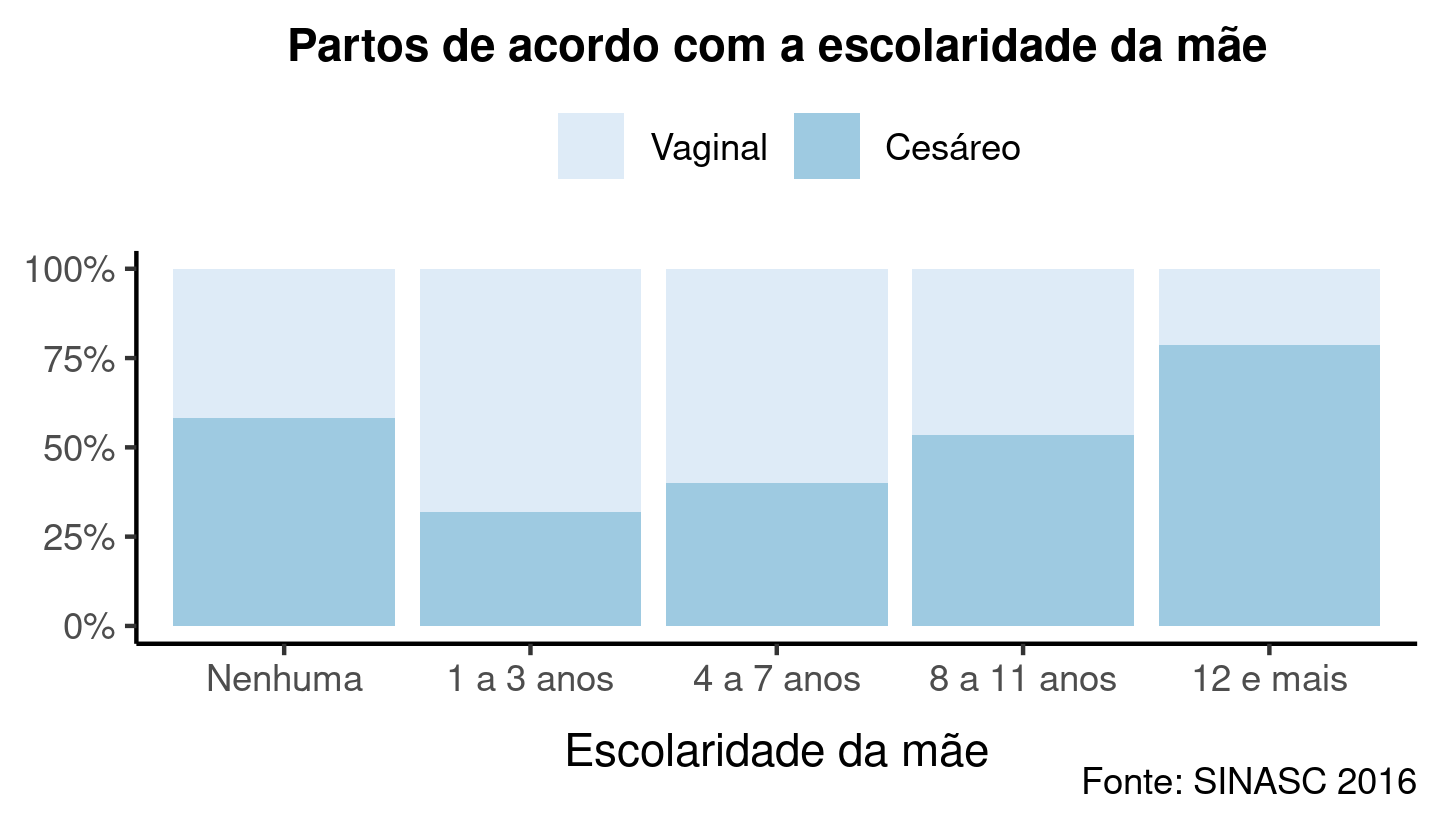 Partos de acordo com a escolaridade da mãe
Vaginal Cesáreo
100%
75%
50%
25%
0%
Nenhuma 1 a 3 anos 4 a 7 anos 8 a 11 anos 12 e mais
Escolaridade da mãe
Fonte: SINASC 2016